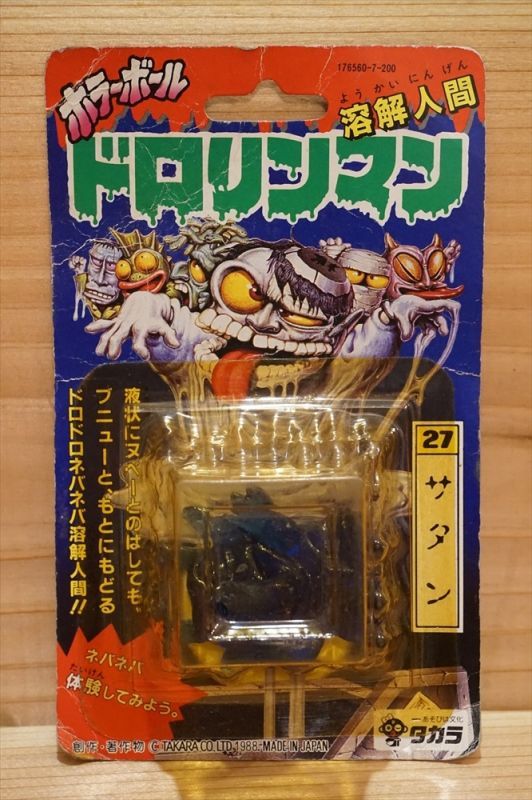 176560-7-200
ホラーボール
ようかいにんげん
溶解人間
ドロリンマン
液状にヌベーとのばしても、
プニューと、もとにもどる
ドロドロネバネバ溶解人間!!
27
サタン
ネバネバ
たいけん
体験してみよう。
あそびは文化
タカラ
創作・著作物 © TAKARA CO.,LTD.,1988. MADE IN JAPAN